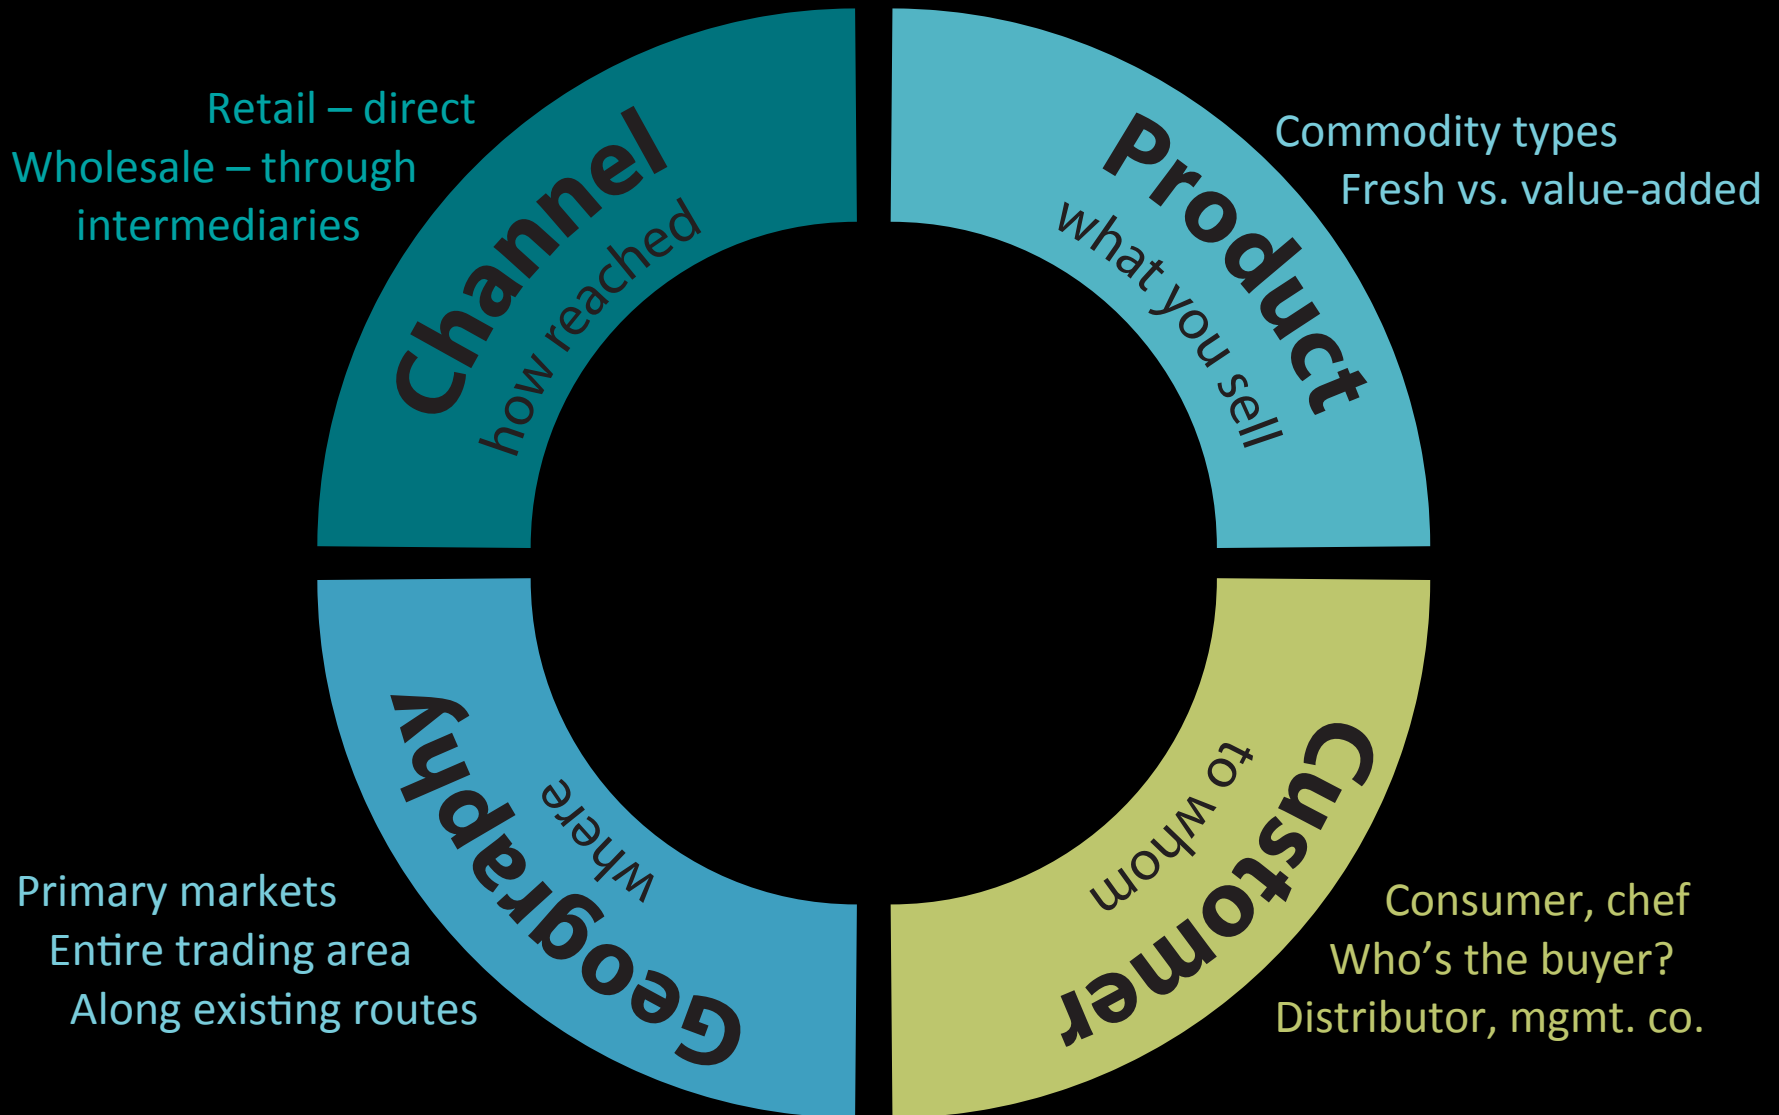 Retail – direct
Wholesale – through
intermediaries
Channel
how reached
Product
what you sell
Commodity types
Fresh vs. value-added
Geography
where
Primary markets
Entire trading area
Along existing routes
Customer
to whom
Consumer, chef
Who’s the buyer?
Distributor, mgmt. co.